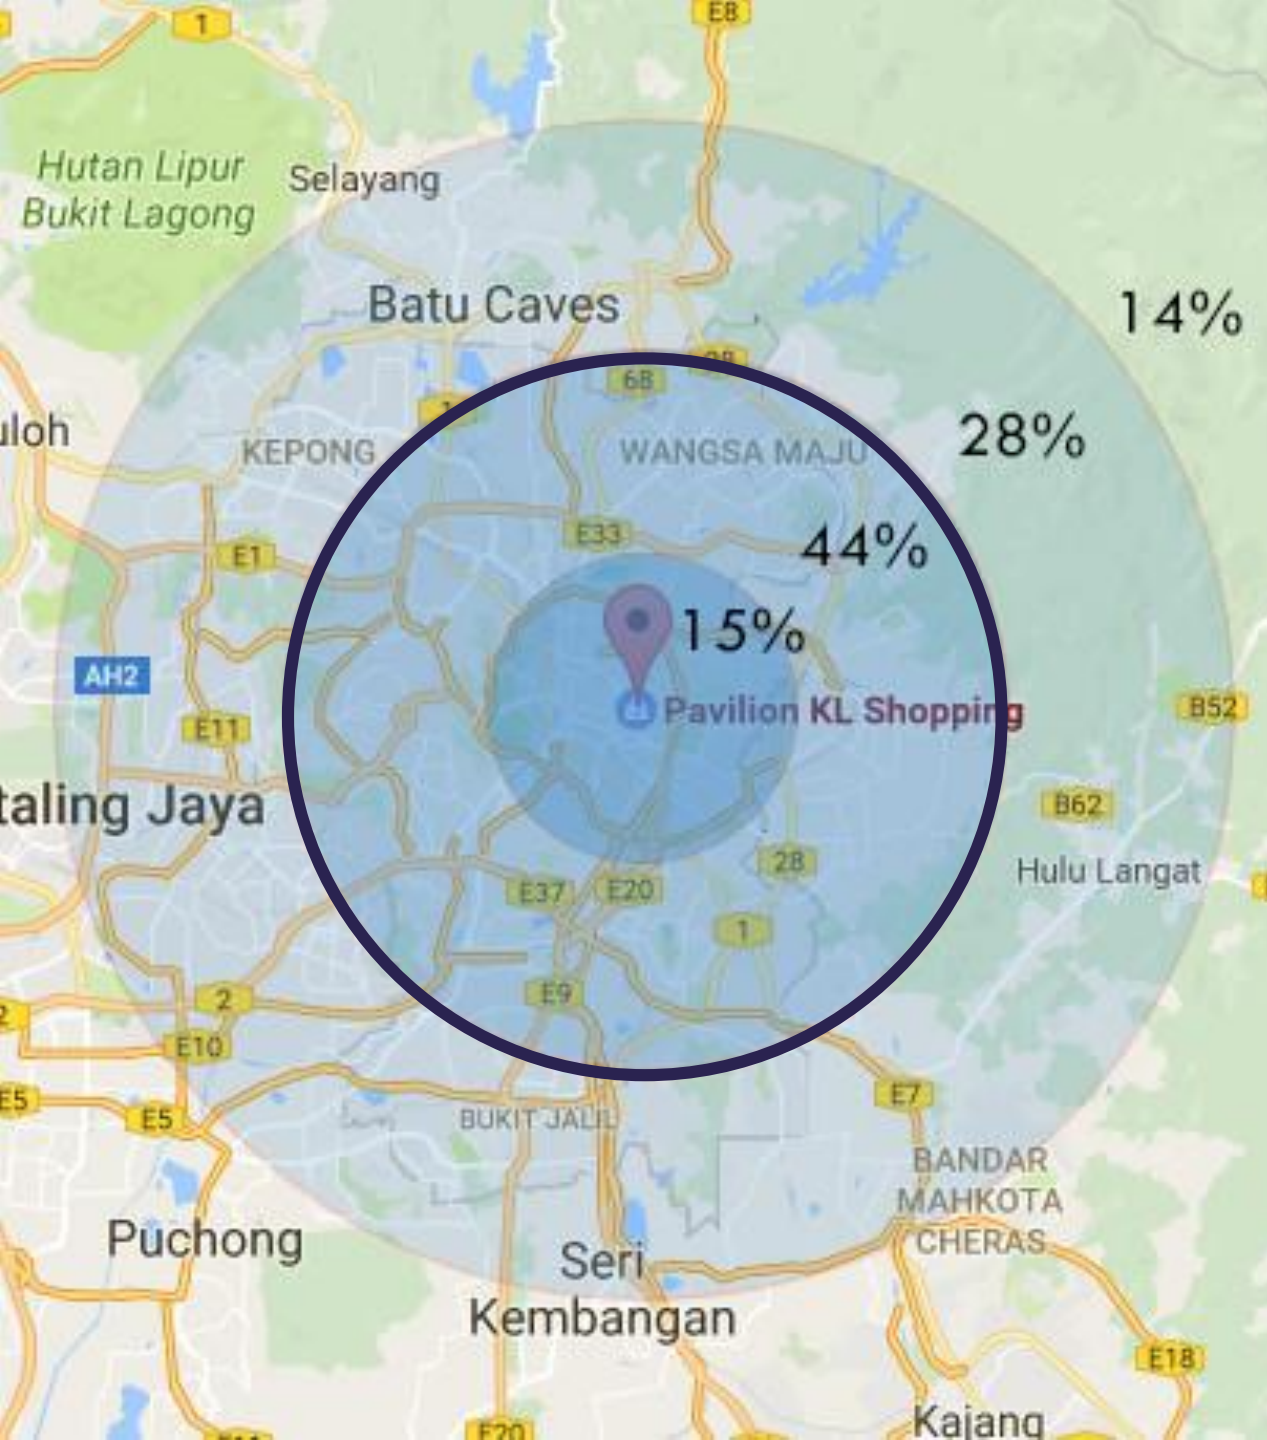 1
E8
Hutan Lipur
Bukit Lagong
Selayang
Batu Caves
14%
68
28%
uloh
KEPONG
WANGSA MAJU
E33
44%
E1
15%
AH2
Pavilion KL Shopping
B52
E11
taling Jaya
B62
28
Hulu Langat
E37
E20
1
E9
2
2
E10
E5
E5
E7
BUKIT JALIL
BANDAR
MAHKOTA
CHERAS
Puchong
Seri
Kembangan
E18
Kajang
E20